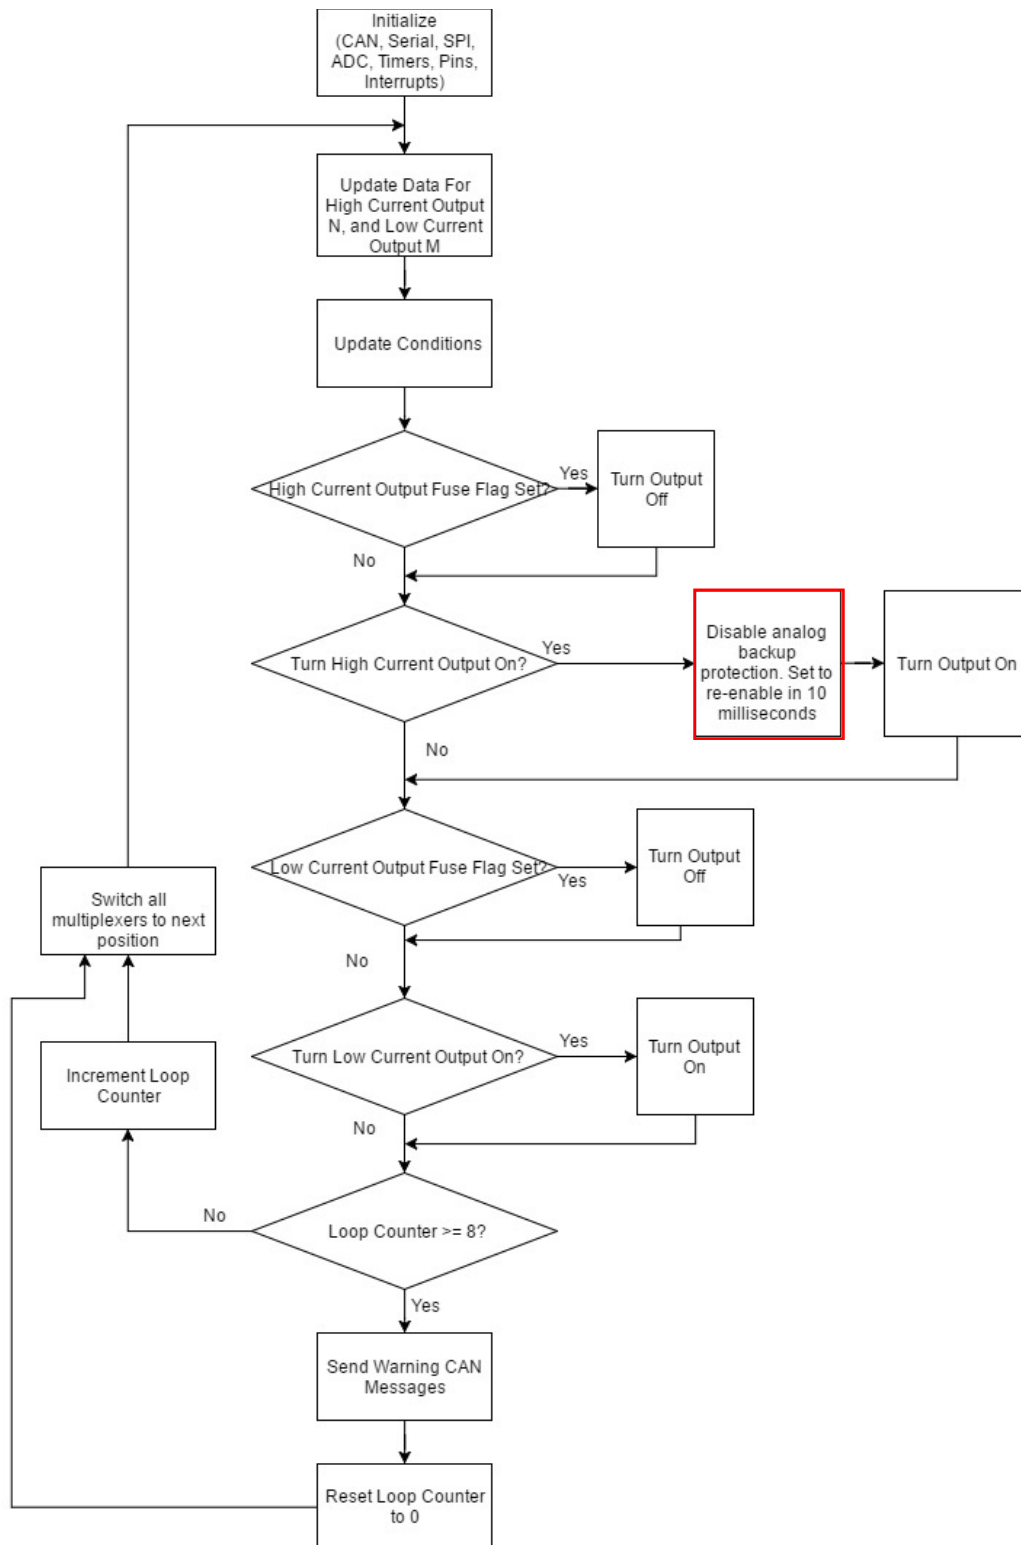 Initialize
(CAN, Serial, SPI,
ADC, Timers, Pins,
Interrupts)
Update Data For
High Current Output
N, and Low Current
Output M
Update Conditions
High Current Output Fuse Flag Set?
Yes
Turn Output
Off
No
Turn High Current Output On?
Yes
Disable analog
backup
protection. Set to
re-enable in 10
milliseconds
Turn Output On
No
Low Current Output Fuse Flag Set?
Yes
Turn Output
Off
Switch all
multiplexers to next
position
No
Turn Low Current Output On?
Yes
Turn Output
On
Increment Loop
Counter
No
Loop Counter >= 8?
No
Yes
Send Warning CAN
Messages
Reset Loop Counter
to 0